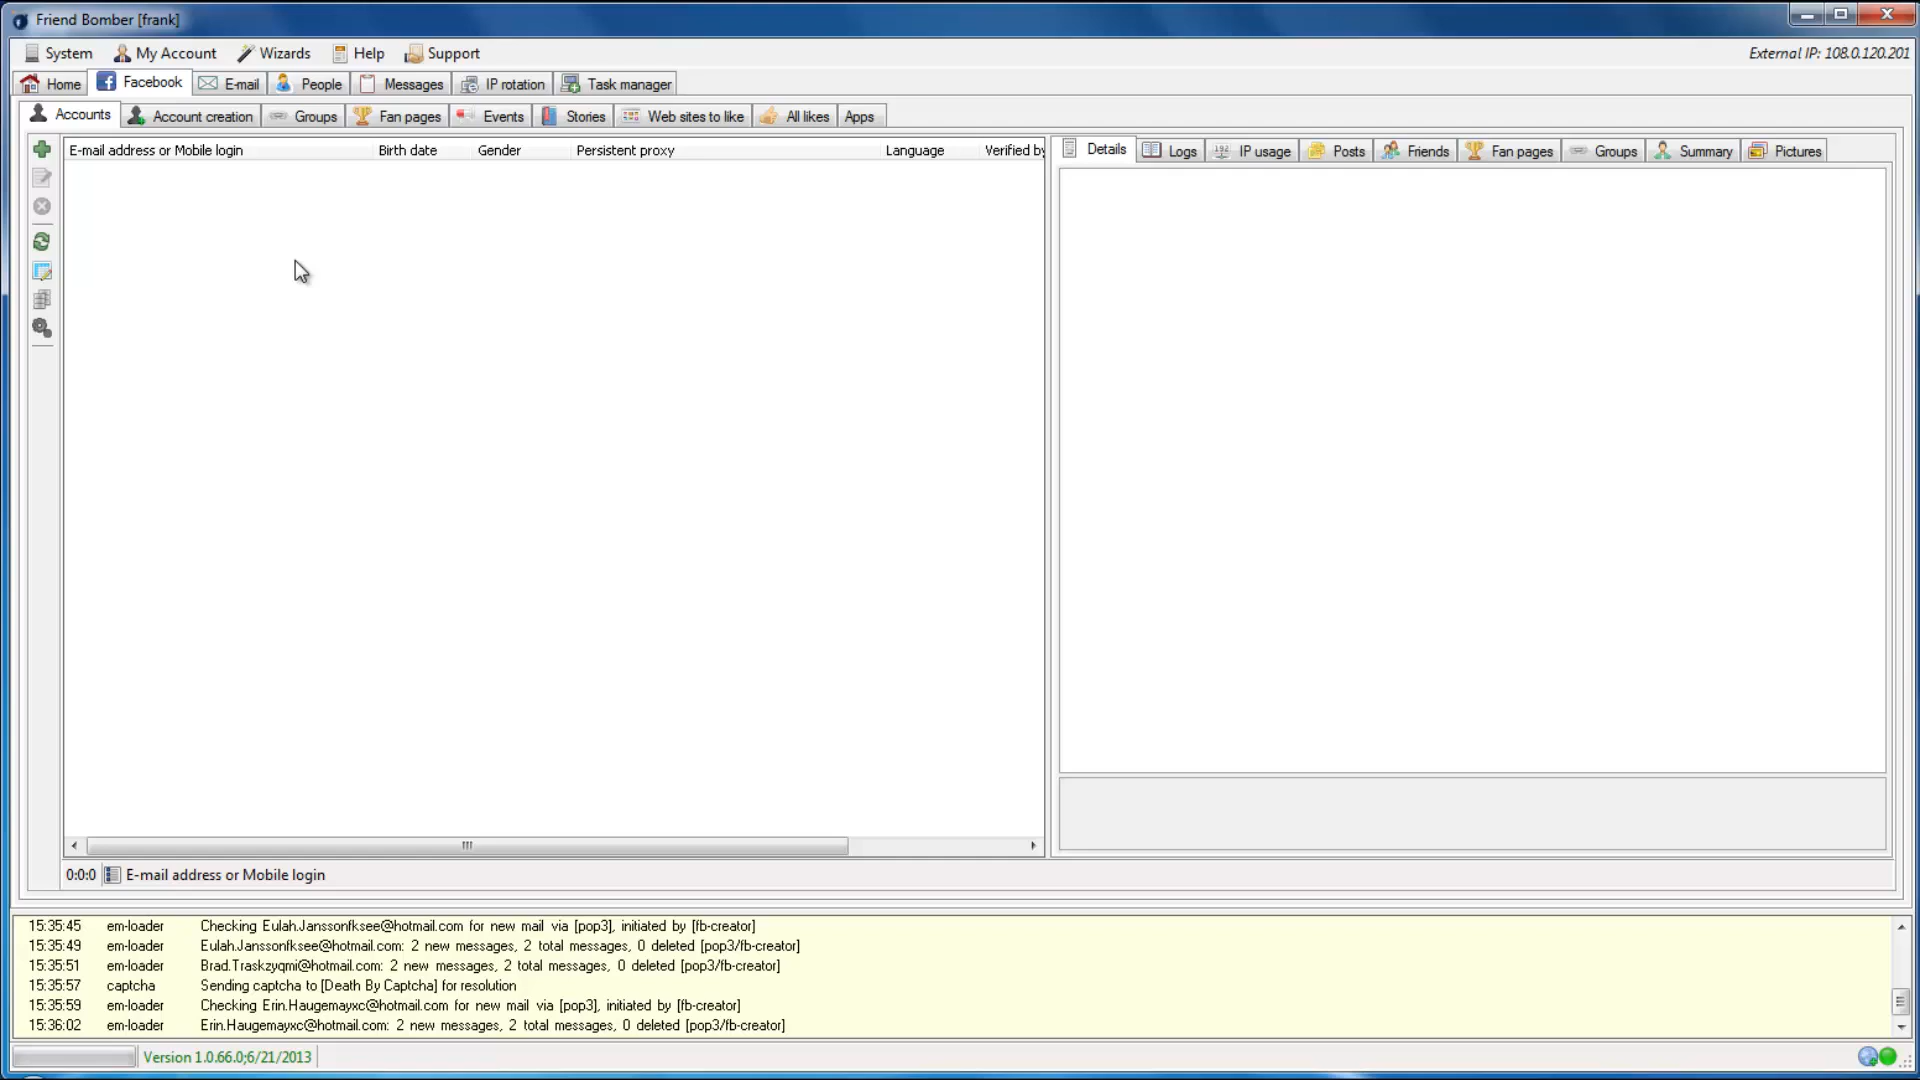 Friend Bomber [frank]
System My Account Wizards Help Support External IP: 108.0.120.201
Home Facebook E-mail People Messages IP rotation Task manager
Accounts Account creation Groups Fan pages Events Stories Web sites to like All likes Apps
E-mail address or Mobile login Birth date Gender Persistent proxy Language Verified by
Details Logs IP usage Posts Friends Fan pages Groups Summary Pictures
0:0:0 E-mail address or Mobile login
15:35:45 em-loader Checking Eulah.Janssonfksee@hotmail.com for new mail via [pop3], initiated by [fb-creator]
15:35:49 em-loader Eulah.Janssonfksee@hotmail.com: 2 new messages, 2 total messages, 0 deleted [pop3/fb-creator]
15:35:51 em-loader Brad.Traskzyqmi@hotmail.com: 2 new messages, 2 total messages, 0 deleted [pop3/fb-creator]
15:35:57 captcha Sending captcha to [Death By Captcha] for resolution
15:35:59 em-loader Checking Erin.Haugemayxc@hotmail.com for new mail via [pop3], initiated by [fb-creator]
15:36:02 em-loader Erin.Haugemayxc@hotmail.com: 2 new messages, 2 total messages, 0 deleted [pop3/fb-creator]
Version 1.0.66.0;6/21/2013